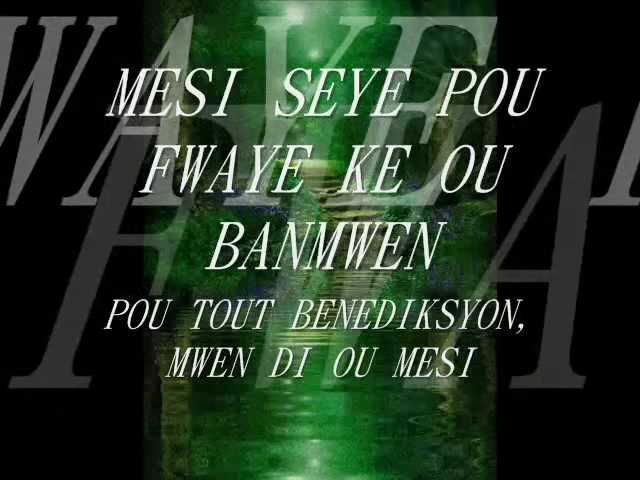 MESI SEYE POU
FWAYE KE OU
BANMWEN
POU TOUT BENEDIKSYON,
MWEN DI OU MESI